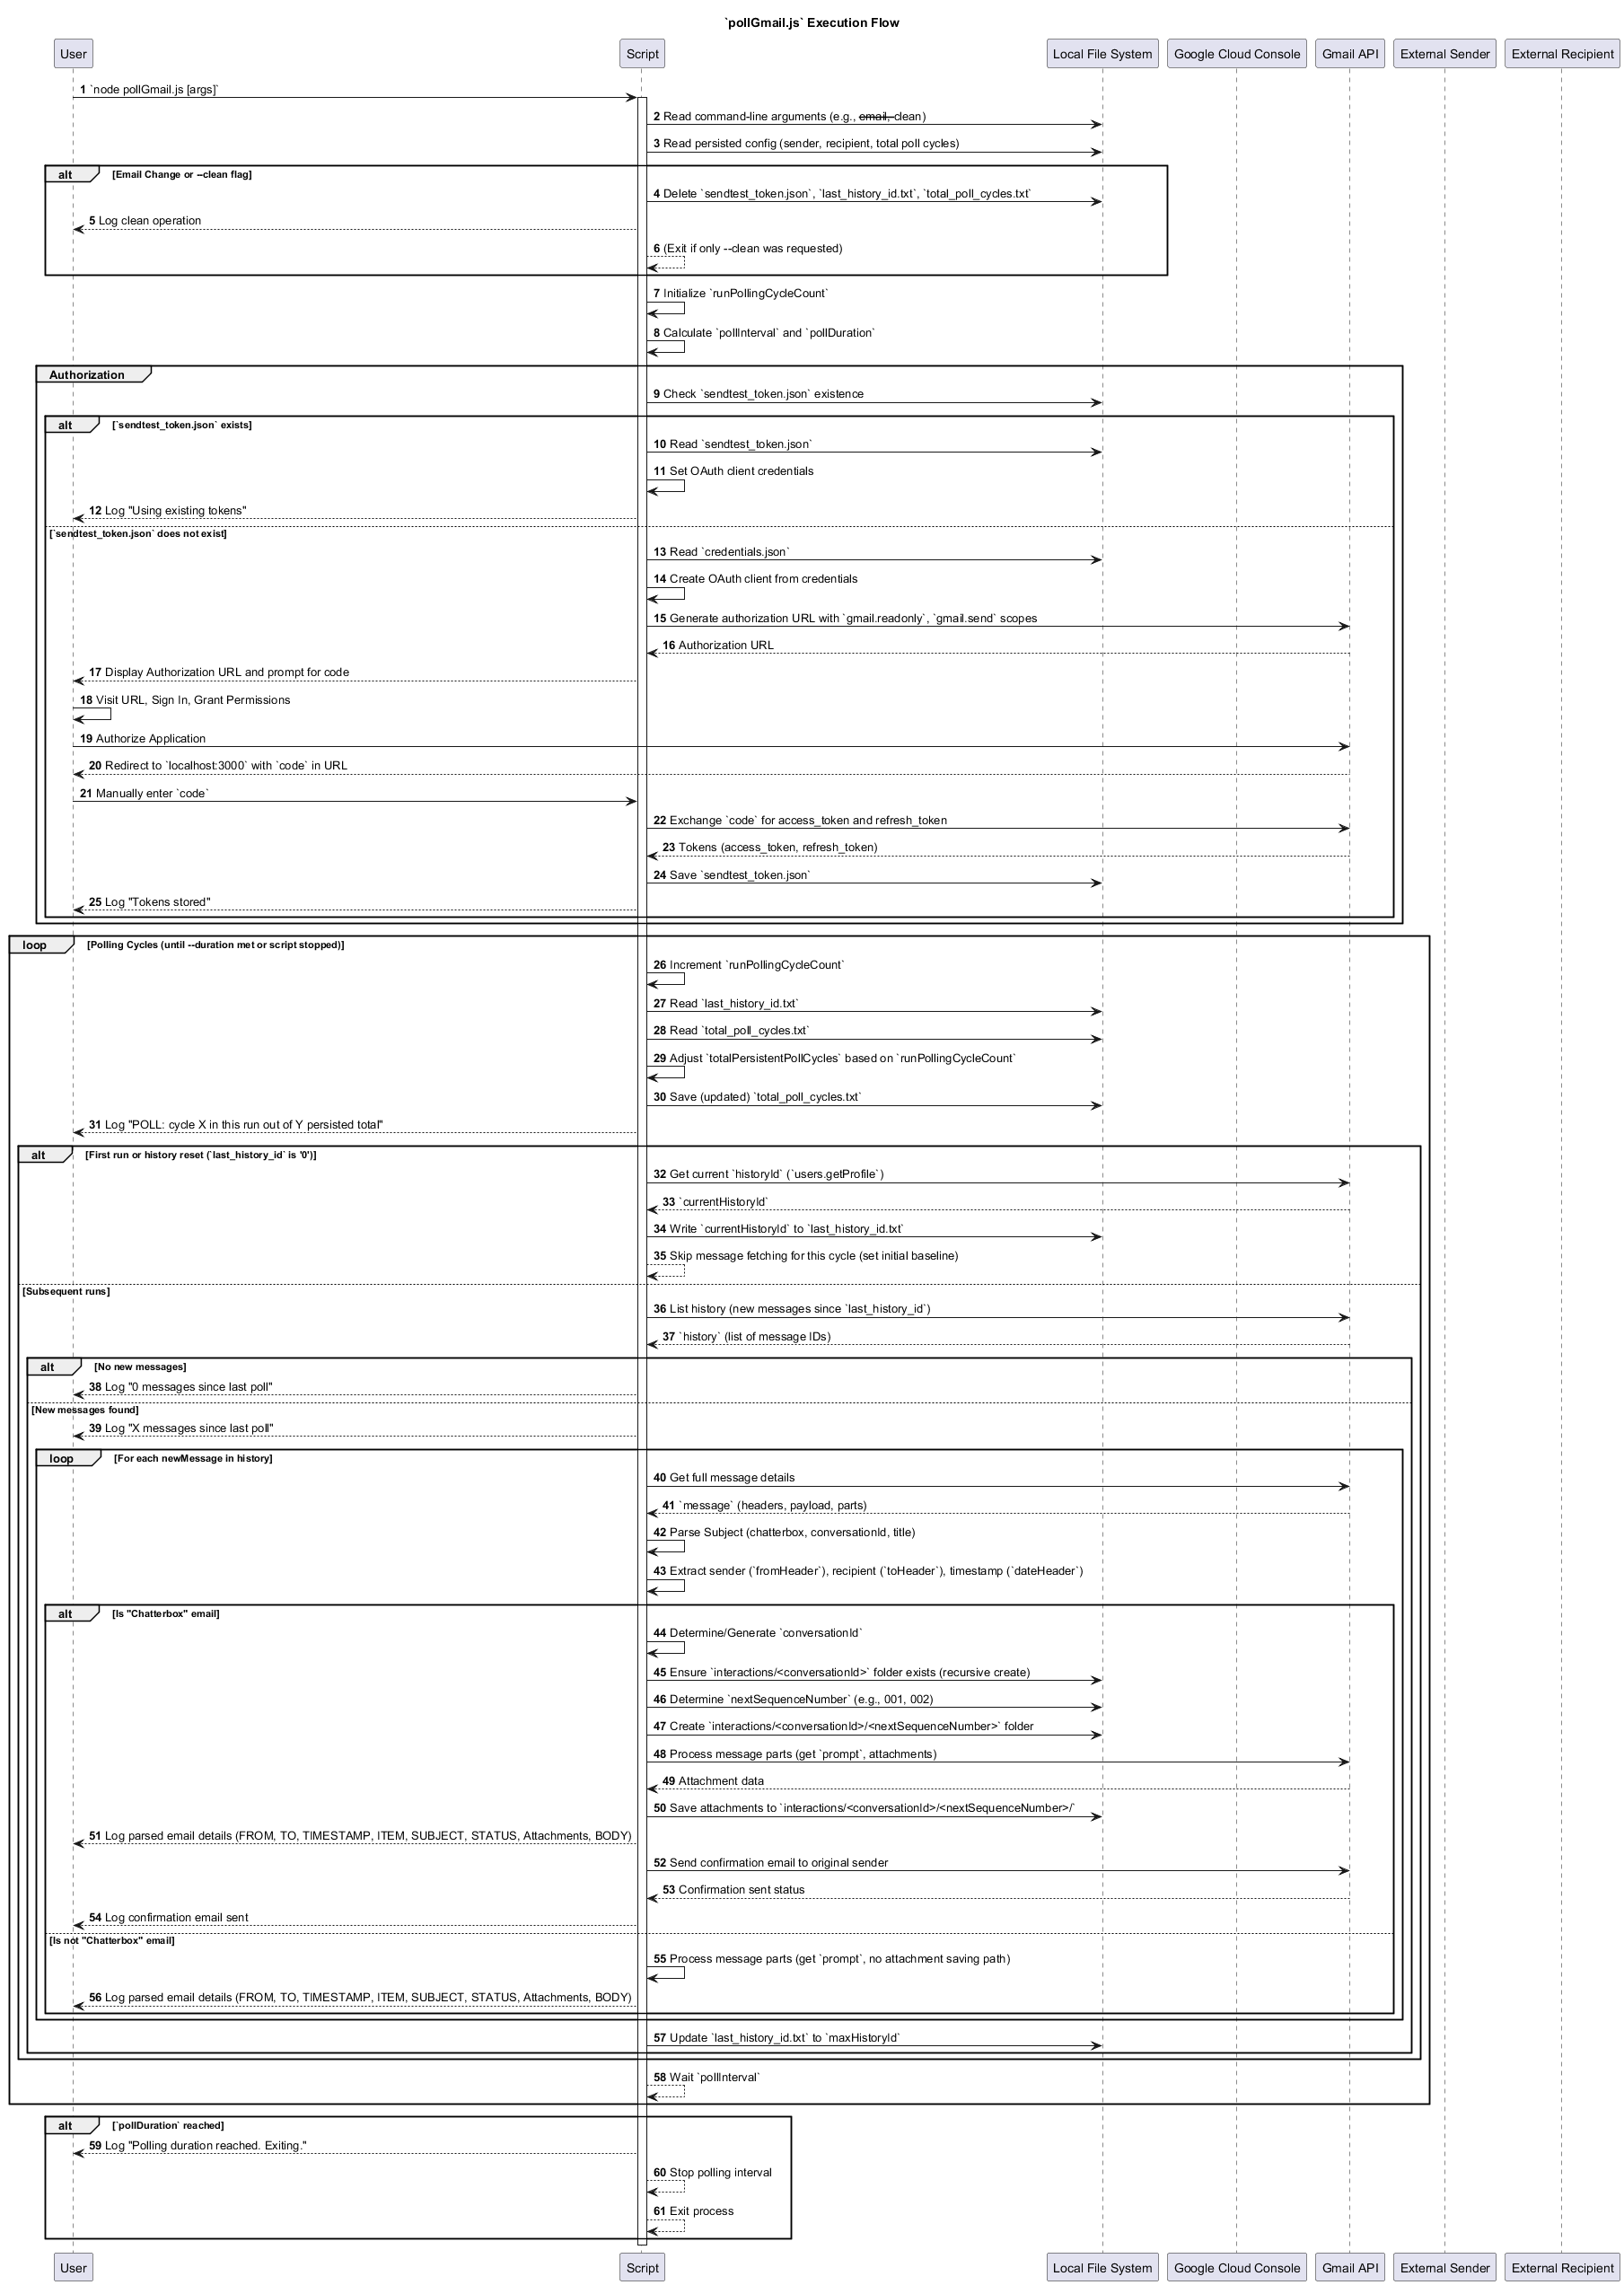 `pollGmail.js` Execution Flow
User Script Local File System Google Cloud Console Gmail API External Sender External Recipient
1 `node pollGmail.js [args]`
2 Read command-line arguments (e.g., email, clean)
3 Read persisted config (sender, recipient, total poll cycles)
alt [Email Change or --clean flag]
4 Delete `sendtest_token.json`, `last_history_id.txt`, `total_poll_cycles.txt`
5 Log clean operation
6 (Exit if only --clean was requested)
7 Initialize `runPollingCycleCount`
8 Calculate `pollInterval` and `pollDuration`
Authorization
9 Check `sendtest_token.json` existence
alt [`sendtest_token.json` exists]
10 Read `sendtest_token.json`
11 Set OAuth client credentials
12 Log "Using existing tokens"
[`sendtest_token.json` does not exist]
13 Read `credentials.json`
14 Create OAuth client from credentials
15 Generate authorization URL with `gmail.readonly`, `gmail.send` scopes
16 Authorization URL
17 Display Authorization URL and prompt for code
18 Visit URL, Sign In, Grant Permissions
19 Authorize Application
20 Redirect to `localhost:3000` with `code` in URL
21 Manually enter `code`
22 Exchange `code` for access_token and refresh_token
23 Tokens (access_token, refresh_token)
24 Save `sendtest_token.json`
25 Log "Tokens stored"
loop [Polling Cycles (until --duration met or script stopped)]
26 Increment `runPollingCycleCount`
27 Read `last_history_id.txt`
28 Read `total_poll_cycles.txt`
29 Adjust `totalPersistentPollCycles` based on `runPollingCycleCount`
30 Save (updated) `total_poll_cycles.txt`
31 Log "POLL: cycle X in this run out of Y persisted total"
alt [First run or history reset (`last_history_id` is '0')]
32 Get current `historyId` (`users.getProfile`)
33 `currentHistoryId`
34 Write `currentHistoryId` to `last_history_id.txt`
35 Skip message fetching for this cycle (set initial baseline)
[Subsequent runs]
36 List history (new messages since `last_history_id`)
37 `history` (list of message IDs)
alt [No new messages]
38 Log "0 messages since last poll"
[New messages found]
39 Log "X messages since last poll"
loop [For each newMessage in history]
40 Get full message details
41 `message` (headers, payload, parts)
42 Parse Subject (chatterbox, conversationId, title)
43 Extract sender (`fromHeader`), recipient (`toHeader`), timestamp (`dateHeader`)
alt [Is "Chatterbox" email]
44 Determine/Generate `conversationId`
45 Ensure `interactions/<conversationId>` folder exists (recursive create)
46 Determine `nextSequenceNumber` (e.g., 001, 002)
47 Create `interactions/<conversationId>/<nextSequenceNumber>` folder
48 Process message parts (get `prompt`, attachments)
49 Attachment data
50 Save attachments to `interactions/<conversationId>/<nextSequenceNumber>/`
51 Log parsed email details (FROM, TO, TIMESTAMP, ITEM, SUBJECT, STATUS, Attachments, BODY)
52 Send confirmation email to original sender
53 Confirmation sent status
54 Log confirmation email sent
[Is not "Chatterbox" email]
55 Process message parts (get `prompt`, no attachment saving path)
56 Log parsed email details (FROM, TO, TIMESTAMP, ITEM, SUBJECT, STATUS, Attachments, BODY)
57 Update `last_history_id.txt` to `maxHistoryId`
58 Wait `pollInterval`
alt [`pollDuration` reached]
59 Log "Polling duration reached. Exiting."
60 Stop polling interval
61 Exit process
User Script Local File System Google Cloud Console Gmail API External Sender External Recipient